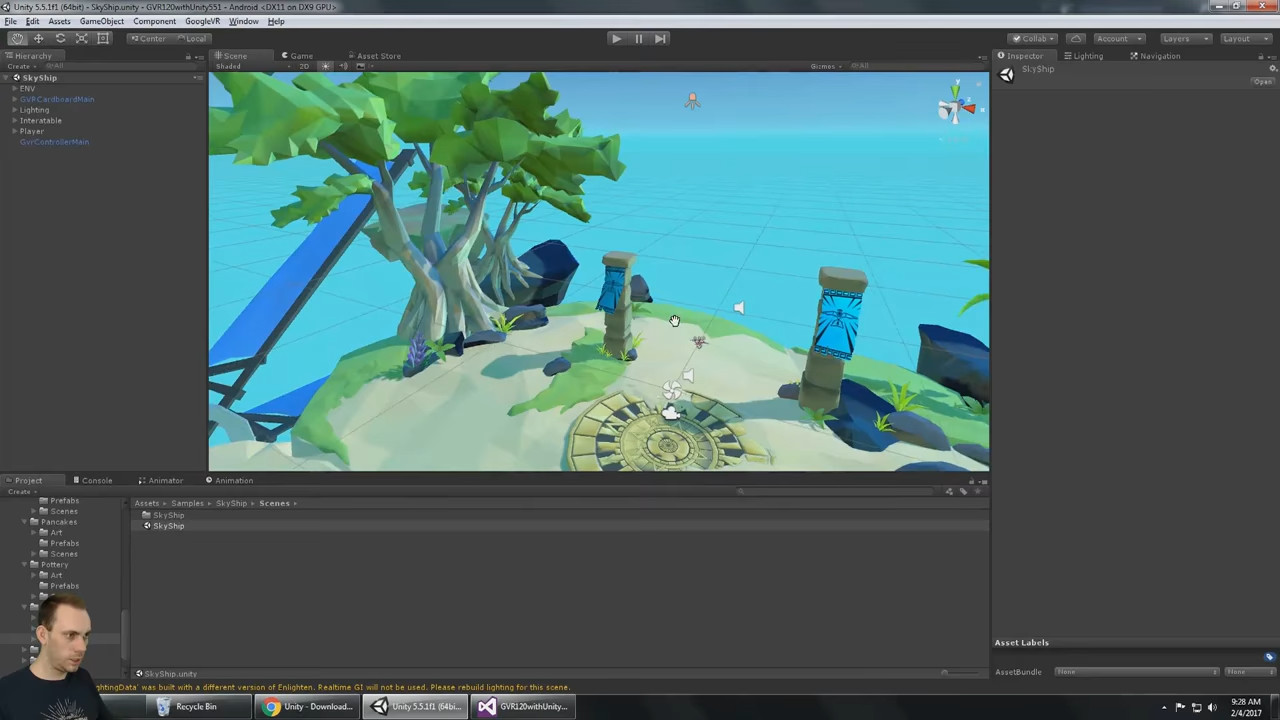 Unity 5.5.1f1 (64bit) - SkyShip.unity - GVR120withUnity551 - Android <DX11 on DX9 GPU>
File Edit Assets GameObject Component GoogleVR Window Help
Center Local Collab Account Layers Layout
Hierarchy Scene Game Asset Store Inspector Lighting Navigation
Create All Shaded 2D Gizmos All
SkyShip SkyShip
Open
ENV
GVRCardboardMain
Lighting
Interatable
Player
GvrControllerMain
Project Console Animator Animation
Create
Prefabs
Scenes
Pancakes
Art
Prefabs
Scenes
Pottery
Art
Prefabs
Assets Samples SkyShip Scenes
SkyShip
SkyShip
SkyShip.unity
Asset Labels
AssetBundle None None
ghtingData' was built with a different version of Enlighten. Realtime GI will not be used. Please rebuild lighting for this scene.
Recycle Bin Unity - Download... Unity 5.5.1f1 (64bi... GVR120withUnity...
9:28 AM
2/4/2017